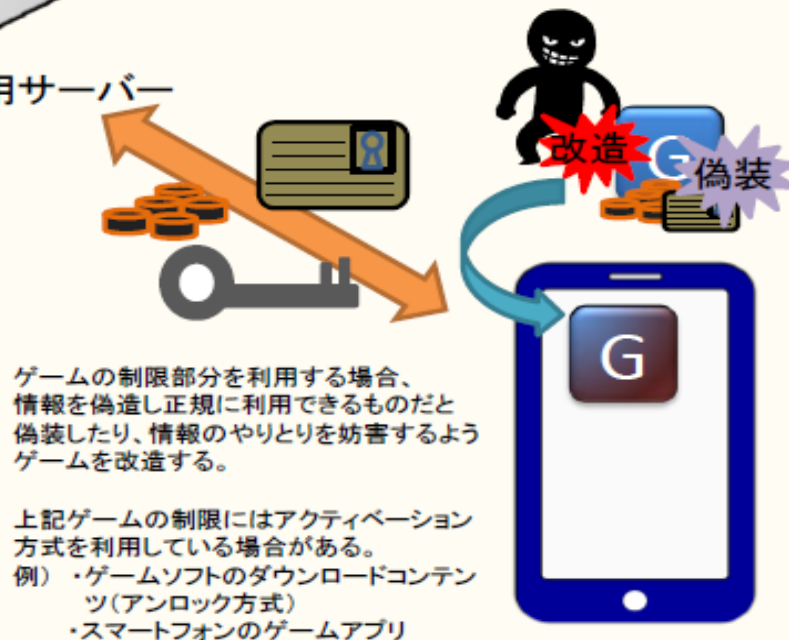 用サーバー
改造
G
偽装
G
ゲームの制限部分を利用する場合、
情報を偽造し正規に利用できるものだと
偽装したり、情報のやりとりを妨害するよう
ゲームを改造する。
上記ゲームの制限にはアクティベーション
方式を利用している場合がある。
例） ・ゲームソフトのダウンロードコンテン
ツ(アンロック方式)
・スマートフォンのゲームアプリ